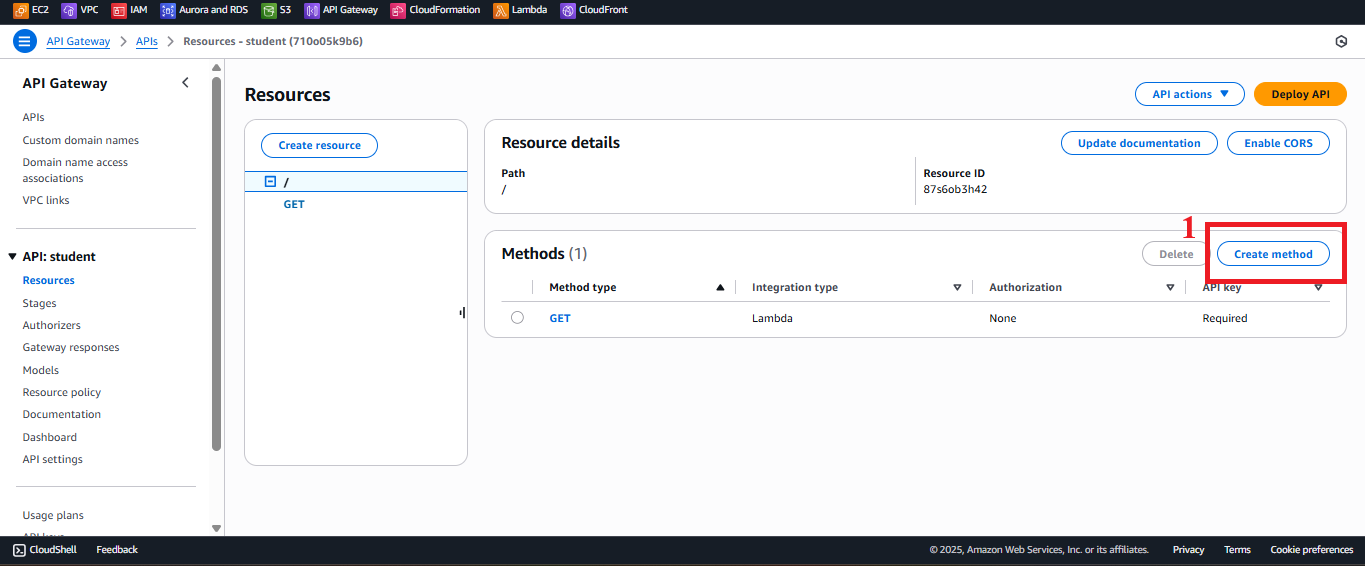 EC2 VPC IAM Aurora and RDS S3 API Gateway CloudFormation Lambda CloudFront
API Gateway APIs Resources - student (710o05k9b6)
API Gateway
APIs
Custom domain names
Domain name access
associations
VPC links
API: student
Resources
Stages
Authorizers
Gateway responses
Models
Resource policy
Documentation
Dashboard
API settings
Usage plans
API keys
Resources
API actions Deploy API
Create resource
/
GET
Resource details
Update documentation Enable CORS
Path
/
Resource ID
87s6ob3h42
1
Methods (1)
Delete Create method
Method type Integration type Authorization API key
GET Lambda None Required
CloudShell Feedback © 2025, Amazon Web Services, Inc. or its affiliates. Privacy Terms Cookie preferences